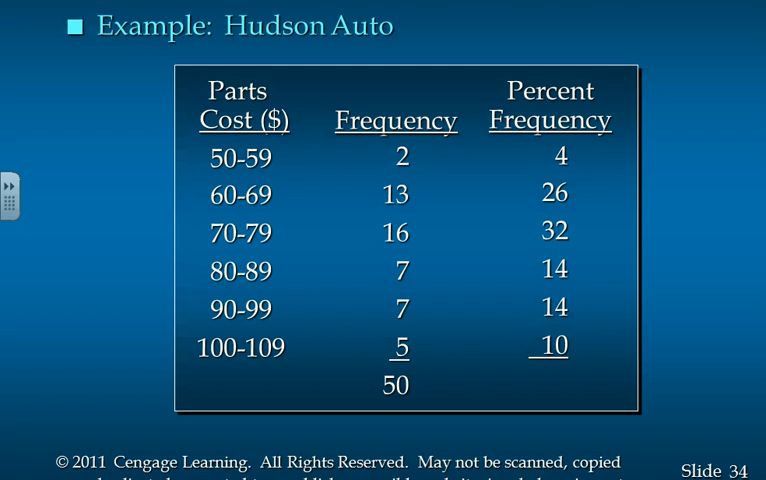 Example: Hudson Auto
Parts Cost ($) Frequency Percent Frequency
50-59 2 4
60-69 13 26
70-79 16 32
80-89 7 14
90-99 7 14
100-109 5 10
50
© 2011 Cengage Learning. All Rights Reserved. May not be scanned, copied
Slide 34